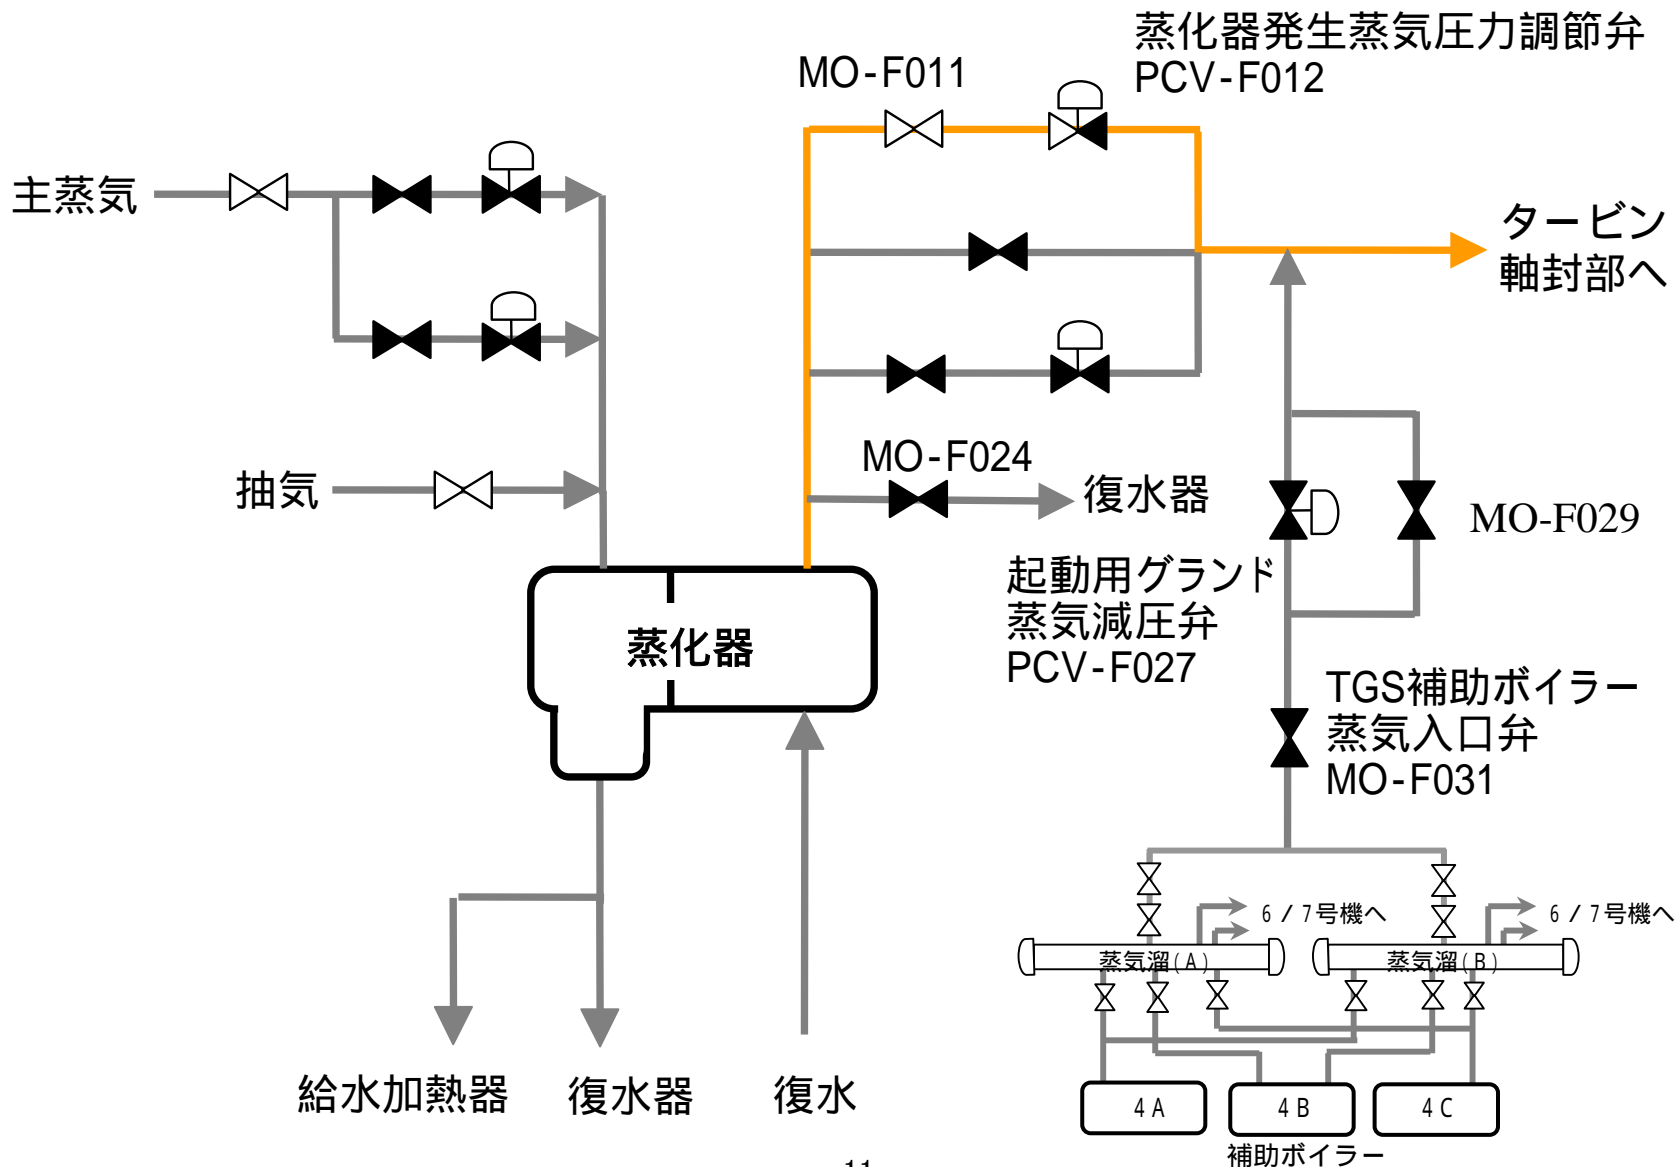 蒸化器発生蒸気圧力調節弁
PCV-F012
MO-F011
主蒸気
タービン
軸封部へ
抽気
MO-F024
復水器
MO-F029
起動用グランド
蒸気減圧弁
PCV-F027
蒸化器
TGS補助ボイラー
蒸気入口弁
MO-F031
6/7号機へ
6/7号機へ
蒸気溜(A)
蒸気溜(B)
給水加熱器
復水器
復水
4A
4B
4C
補助ボイラー
11